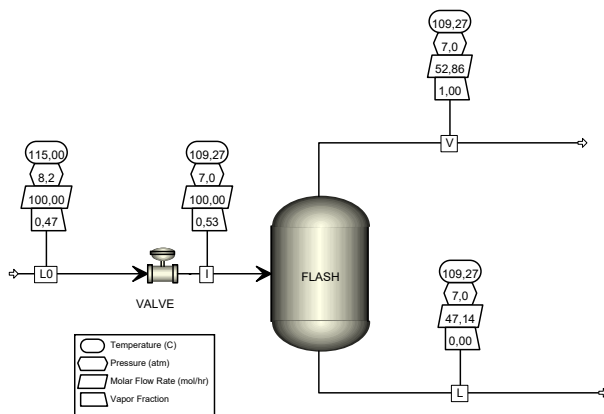 109,27
7,0
52,86
1,00
V
115,00
8,2
100,00
0,47
L0
109,27
7,0
100,00
0,53
I
VALVE
FLASH
109,27
7,0
47,14
0,00
L
Temperature (C)
Pressure (atm)
Molar Flow Rate (mol/hr)
Vapor Fraction